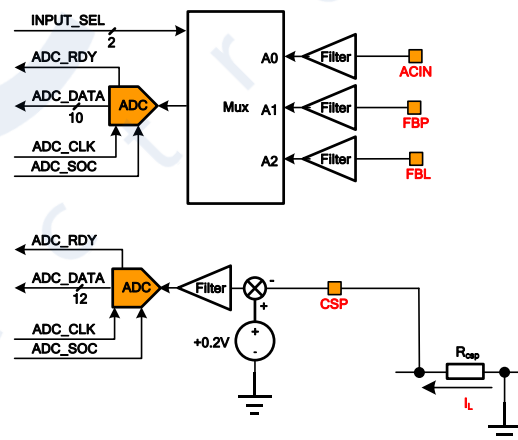 INPUT_SEL
2
ADC_RDY
ADC_DATA
10
ADC
ADC_CLK
ADC_SOC
Mux
A0
Filter
ACIN
A1
Filter
FBP
A2
Filter
FBL
ADC_RDY
ADC_DATA
12
ADC
ADC_CLK
ADC_SOC
Filter
-
+
CSP
+0.2V
+
-
Rcsp
IL